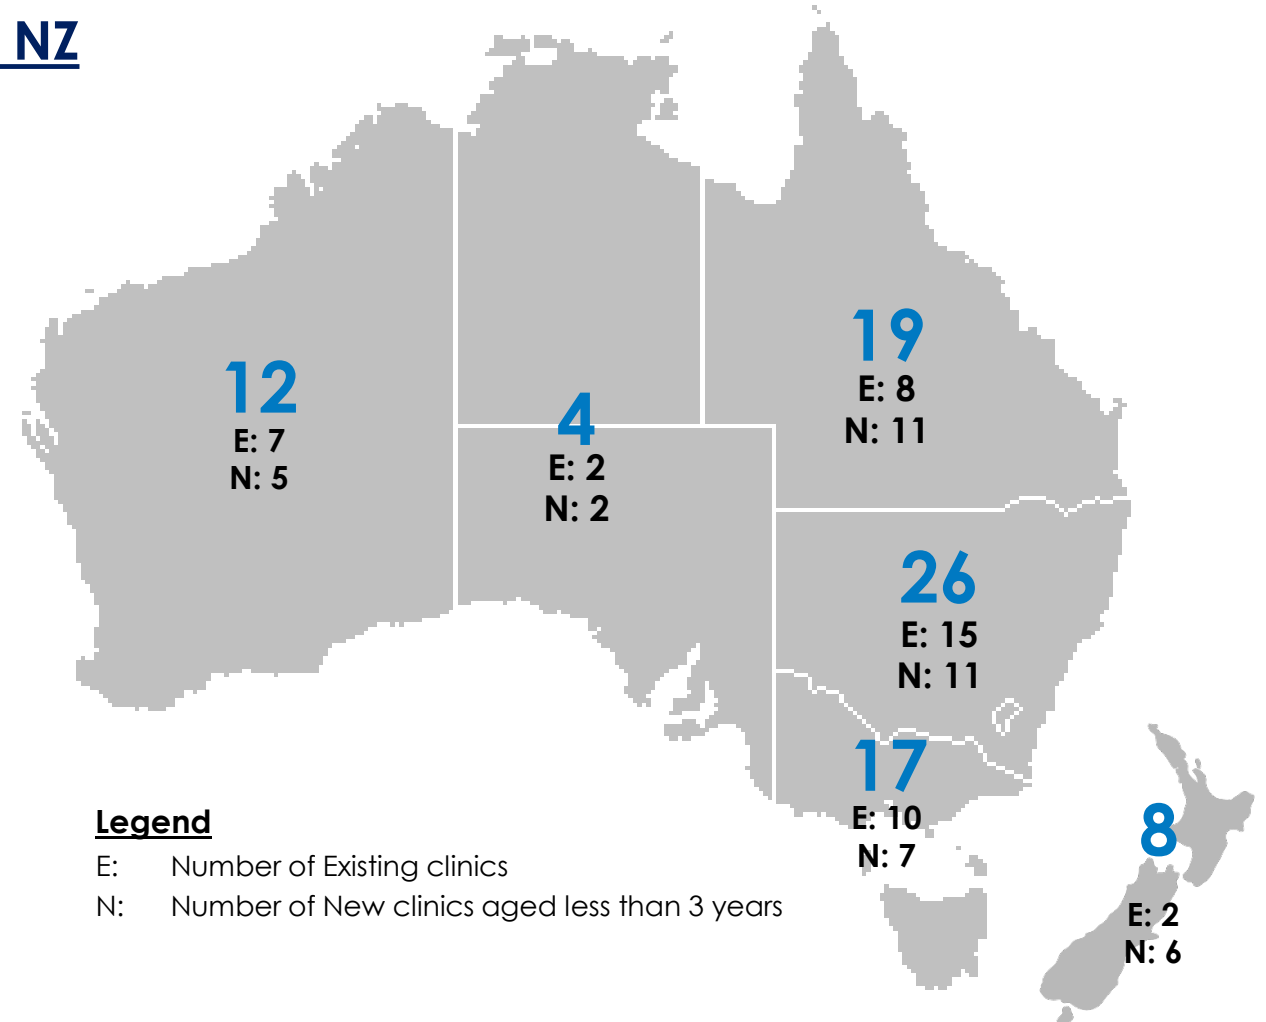 NZ
19
E: 8
N: 11
12
E: 7
N: 5
4
E: 2
N: 2
26
E: 15
N: 11
17
E: 10
N: 7
8
E: 2
N: 6
Legend
E: Number of Existing clinics
N: Number of New clinics aged less than 3 years